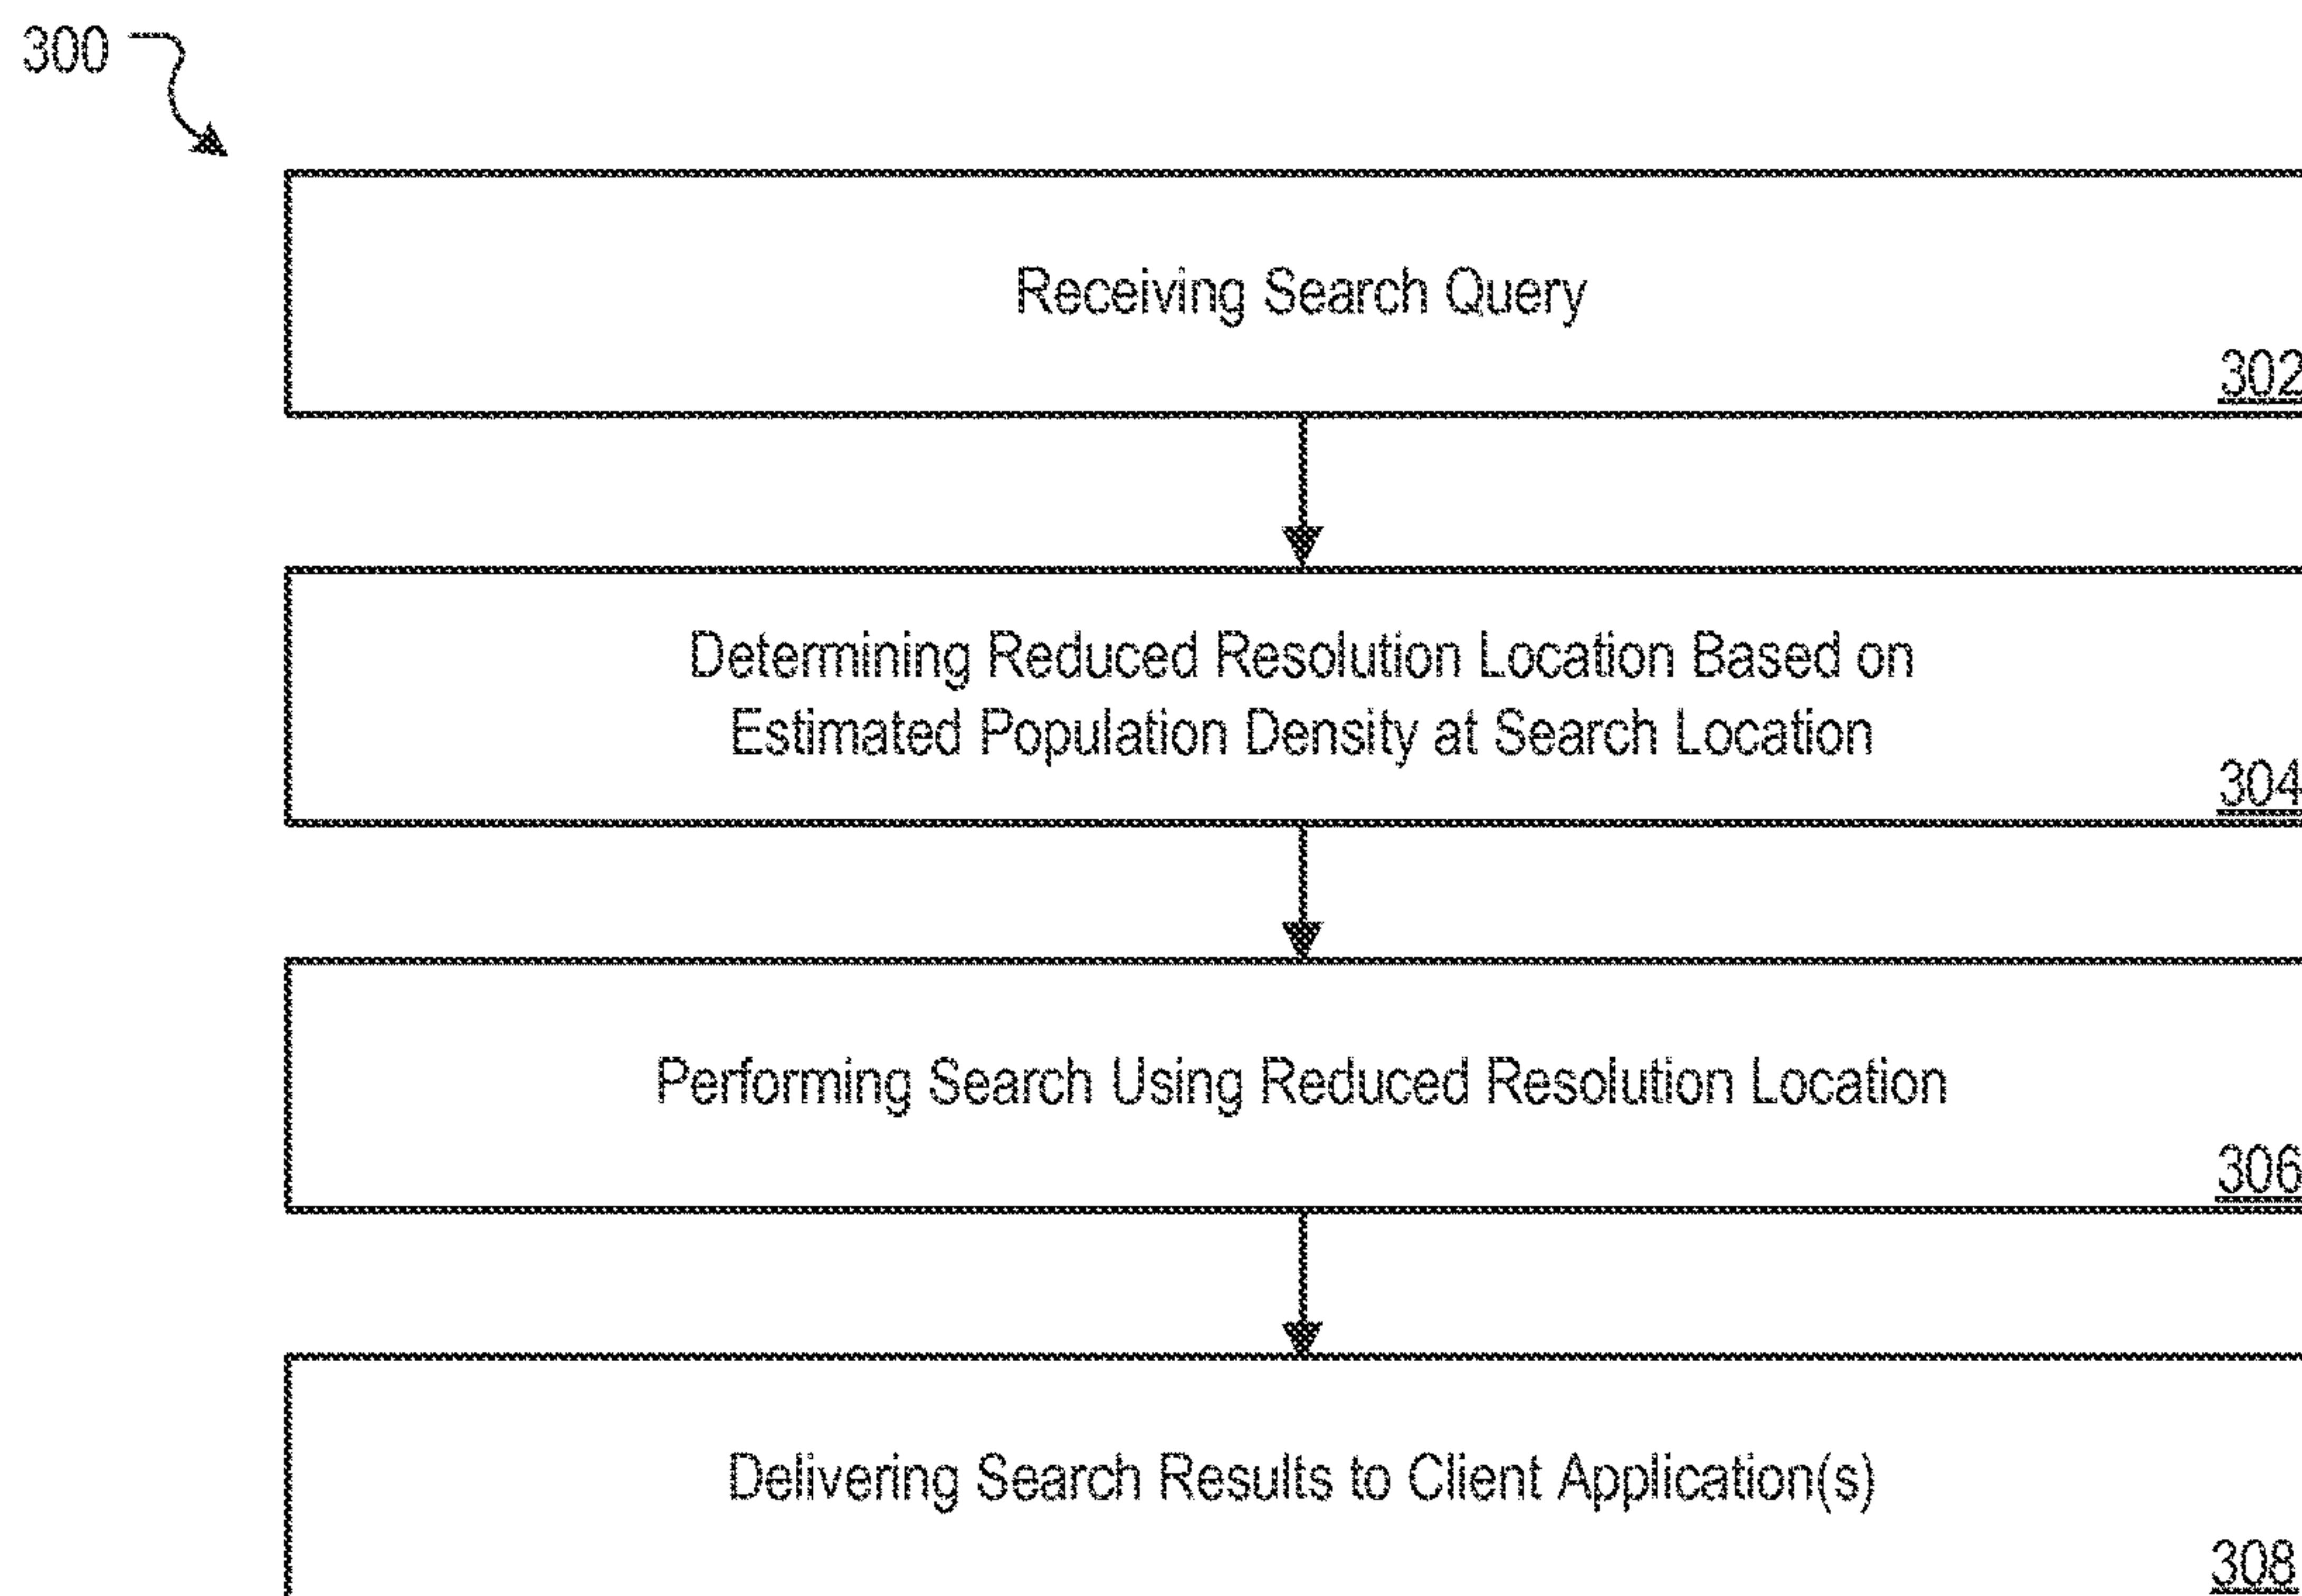 300
Receiving Search Query
302
Determining Reduced Resolution Location Based on
Estimated Population Density at Search Location
304
Performing Search Using Reduced Resolution Location
306
Delivering Search Results to Client Application(s)
308